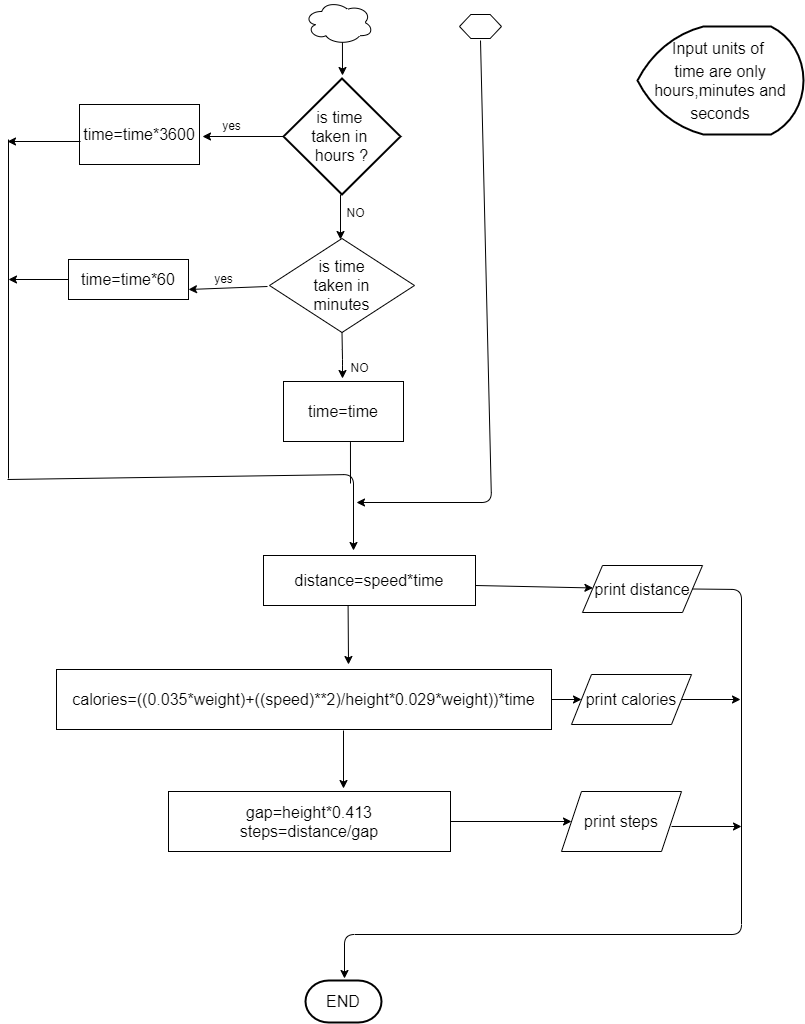 Input units of
time are only
hours,minutes and
seconds
is time
taken in
hours ?
yes
time=time*3600
NO
is time
taken in
minutes
yes
time=time*60
NO
time=time
distance=speed*time
print distance
calories=((0.035*weight)+((speed)**2)/height*0.029*weight))*time
print calories
gap=height*0.413
steps=distance/gap
print steps
END